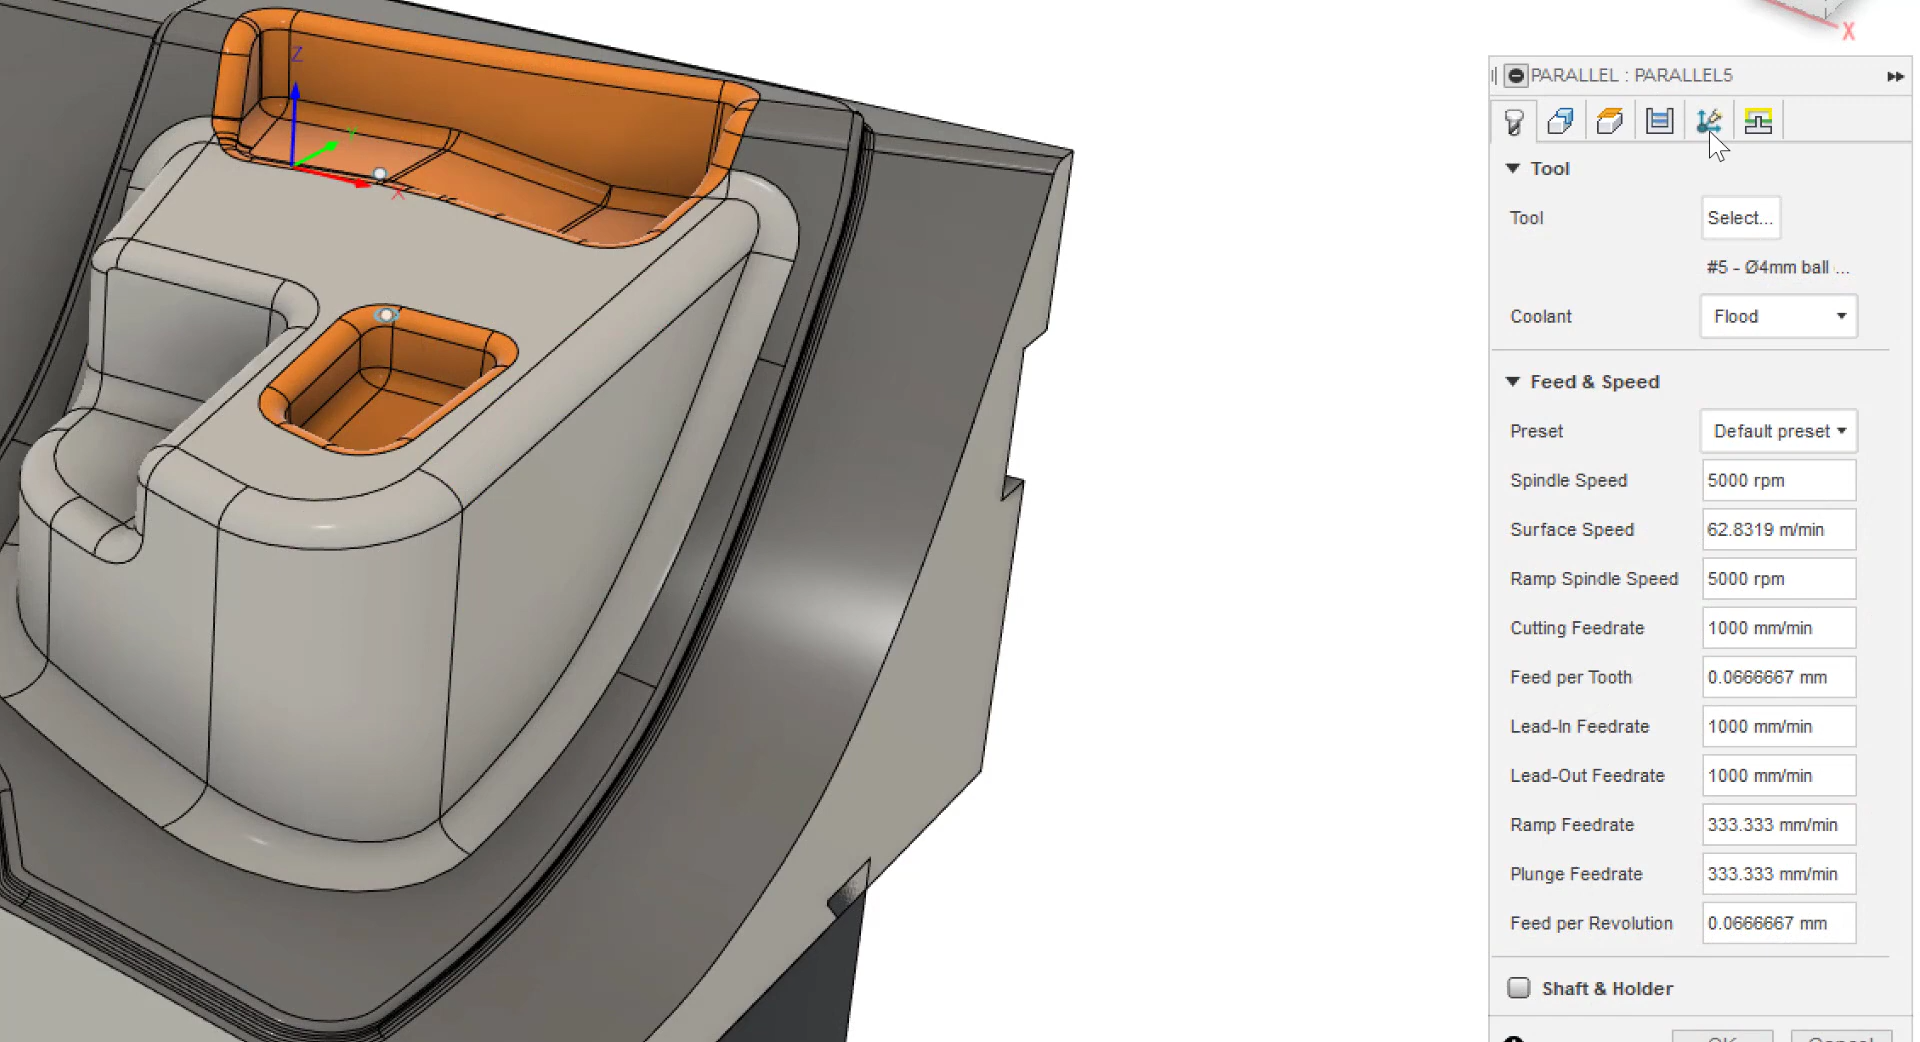 X
Z
Y
X
PARALLEL : PARALLEL5
Tool
Tool Select...
#5 - Ø4mm ball ...
Coolant Flood
Feed & Speed
Preset Default preset
Spindle Speed 5000 rpm
Surface Speed 62.8319 m/min
Ramp Spindle Speed 5000 rpm
Cutting Feedrate 1000 mm/min
Feed per Tooth 0.0666667 mm
Lead-In Feedrate 1000 mm/min
Lead-Out Feedrate 1000 mm/min
Ramp Feedrate 333.333 mm/min
Plunge Feedrate 333.333 mm/min
Feed per Revolution 0.0666667 mm
Shaft & Holder